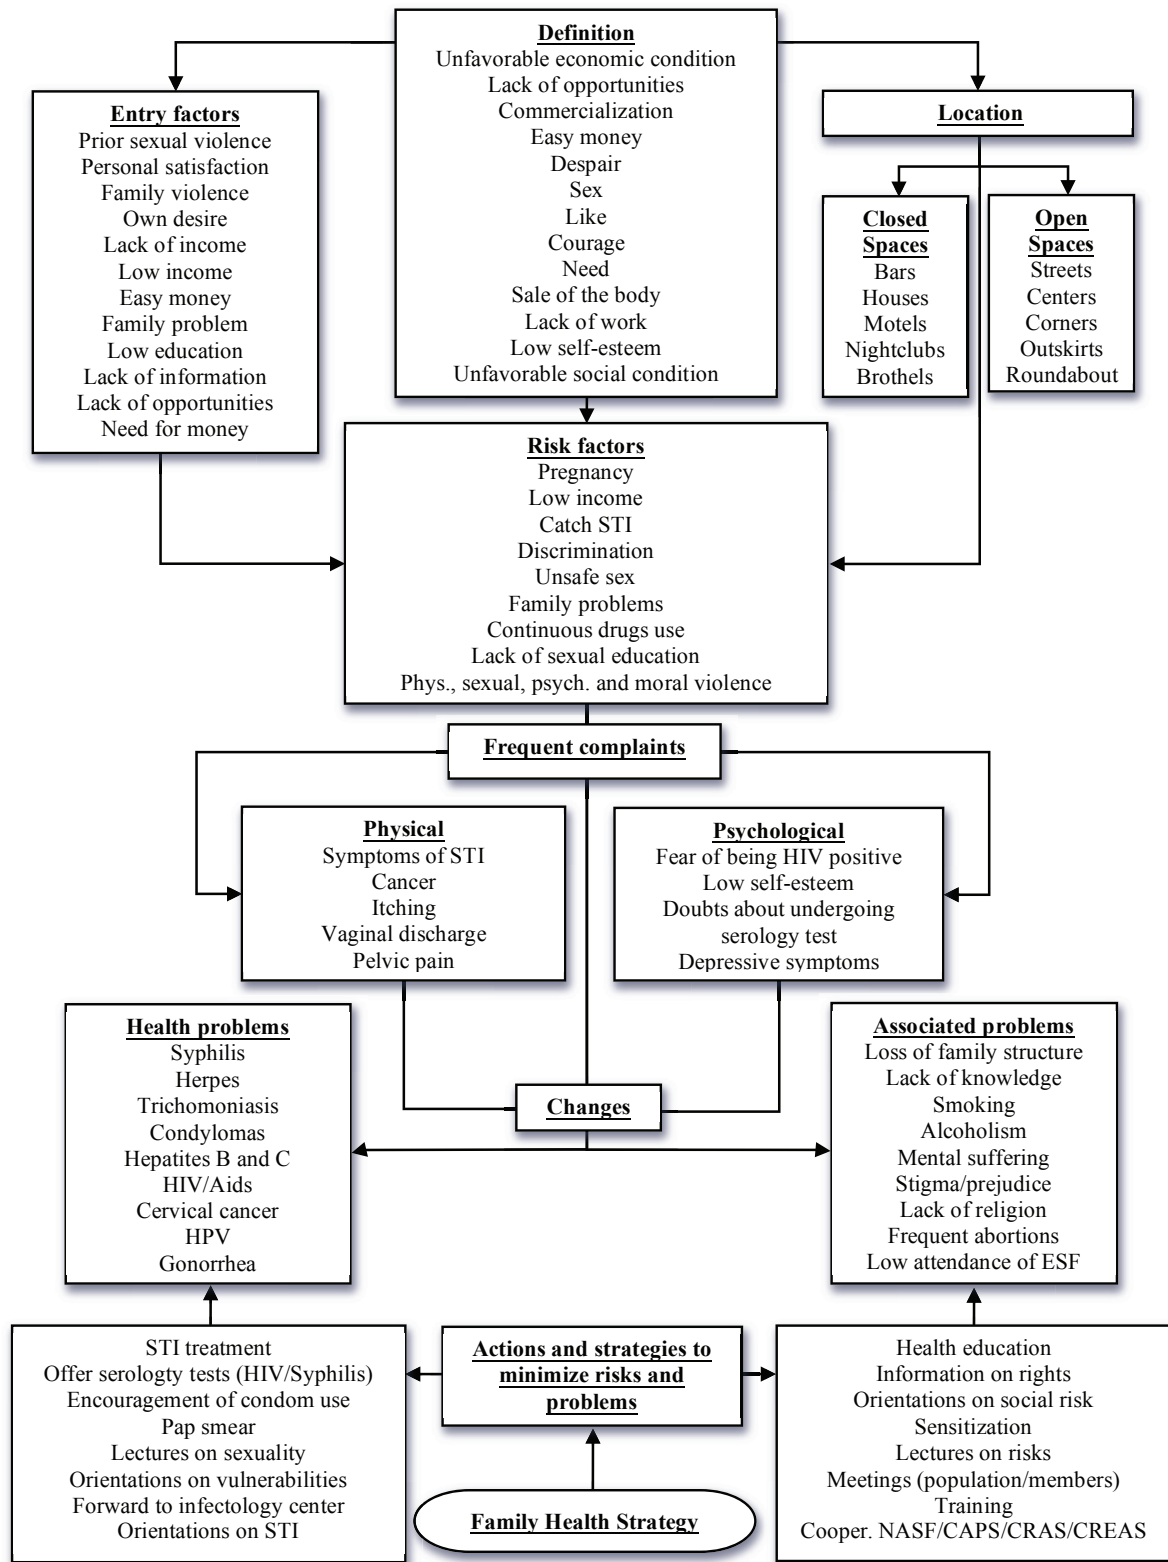 Definition
Unfavorable economic condition
Lack of opportunities
Commercialization
Easy money
Despair
Sex
Like
Courage
Need
Sale of the body
Lack of work
Low self-esteem
Unfavorable social condition
Entry factors
Prior sexual violence
Personal satisfaction
Family violence
Own desire
Lack of income
Low income
Easy money
Family problem
Low education
Lack of information
Lack of opportunities
Need for money
Location
Closed
Spaces
Bars
Houses
Motels
Nightclubs
Brothels
Open
Spaces
Streets
Centers
Corners
Outskirts
Roundabout
Risk factors
Pregnancy
Low income
Catch STI
Discrimination
Unsafe sex
Family problems
Continuous drugs use
Lack of sexual education
Phys., sexual, psych. and moral violence
Frequent complaints
Physical
Symptoms of STI
Cancer
Itching
Vaginal discharge
Pelvic pain
Psychological
Fear of being HIV positive
Low self-esteem
Doubts about undergoing
serology test
Depressive symptoms
Changes
Health problems
Syphilis
Herpes
Trichomoniasis
Condylomas
Hepatites B and C
HIV/Aids
Cervical cancer
HPV
Gonorrhea
Associated problems
Loss of family structure
Lack of knowledge
Smoking
Alcoholism
Mental suffering
Stigma/prejudice
Lack of religion
Frequent abortions
Low attendance of ESF
STI treatment
Offer serologty tests (HIV/Syphilis)
Encouragement of condom use
Pap smear
Lectures on sexuality
Orientations on vulnerabilities
Forward to infectology center
Orientations on STI
Actions and strategies to
minimize risks and
problems
Family Health Strategy
Health education
Information on rights
Orientations on social risk
Sensitization
Lectures on risks
Meetings (population/members)
Training
Cooper. NASF/CAPS/CRAS/CREAS